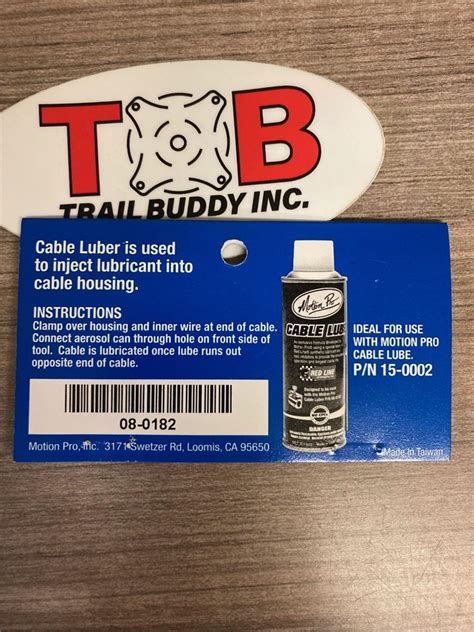 TB
TRAIL BUDDY INC.
Cable Luber is used
to inject lubricant into
cable housing.
INSTRUCTIONS
Clamp over housing and inner wire at end of cable.
Connect aerosol can through hole on front side of
tool. Cable is lubricated once lube runs out
opposite end of cable.
08-0182
Motion Pro, Inc. 3171 Swetzer Rd, Loomis, CA 95650
Motion Pro
CABLE LUBE
RED LINE
DANGER
IDEAL FOR USE
WITH MOTION PRO
CABLE LUBE.
P/N 15-0002
Made In Taiwan